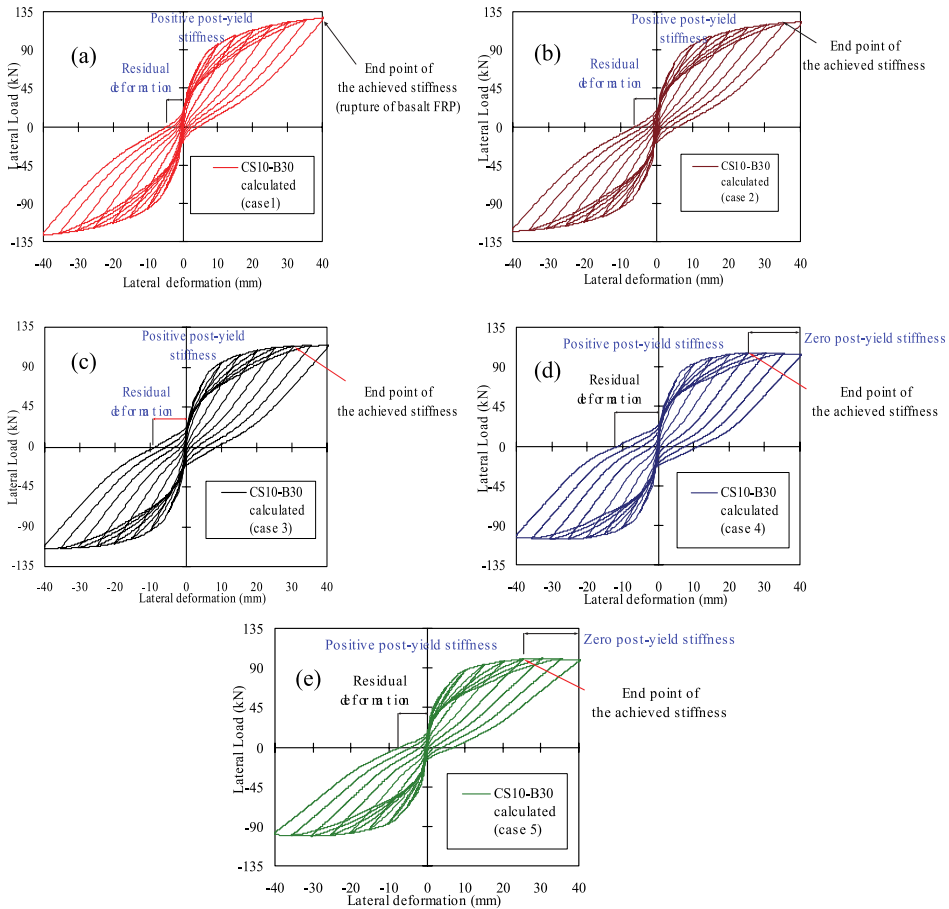 (a)
Positive post-yield
stiffness
Residual
deformation
End point of
the achieved stiffness
(rupture of basalt FRP)
CS10-B30
calculated
(case1)
Lateral Load (kN)
135
90
45
0
-45
-90
-135
-40 -30 -20 -10 0 10 20 30 40
Lateral deformation (mm)
(b)
Positive post-yield
stiffness
Residual
deformation
End point of
the achieved stiffness
CS10-B30
calculated
(case 2)
Lateral Load (kN)
135
90
45
0
-45
-90
-135
-40 -30 -20 -10 0 10 20 30 40
Lateral deformation (mm)
(c)
Positive post-yield
stiffness
Residual
deformation
End point of
the achieved stiffness
CS10-B30
calculated
(case 3)
Lateral Load (kN)
135
90
45
0
-45
-90
-135
-40 -30 -20 -10 0 10 20 30 40
Lateral deformation (mm)
(d)
Positive post-yield stiffness
Zero post-yield stiffness
Residual
deformation
End point of
the achieved stiffness
CS10-B30
calculated
(case 4)
Lateral Load (kN)
135
90
45
0
-45
-90
-135
-40 -30 -20 -10 0 10 20 30 40
Lateral deformation (mm)
(e)
Positive post-yield stiffness
Zero post-yield stiffness
Residual
deformation
End point of
the achieved stiffness
CS10-B30
calculated
(case 5)
Lateral Load (kN)
135
90
45
0
-45
-90
-135
-40 -30 -20 -10 0 10 20 30 40
Lateral deformation (mm)